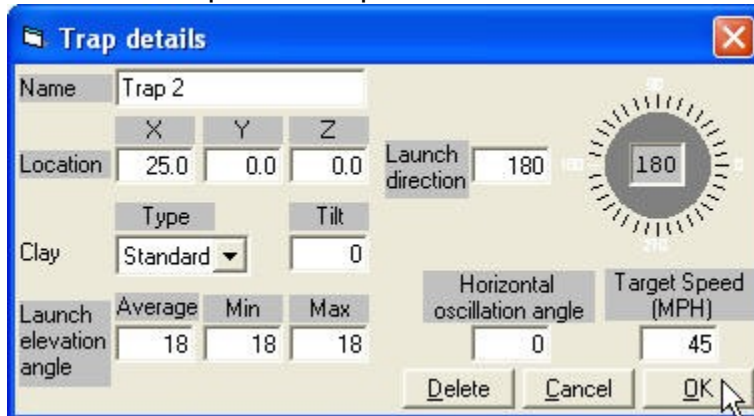 Trap details
Name Trap 2
X Y Z
Location 25.0 0.0 0.0
Launch direction 180
180
Type Tilt
Clay Standard 0
Launch elevation angle
Average Min Max
18 18 18
Horizontal oscillation angle
0
Target Speed (MPH)
45
Delete Cancel OK